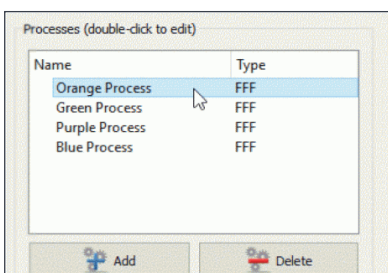 Processes (double-click to edit)
Name Type
Orange Process FFF
Green Process FFF
Purple Process FFF
Blue Process FFF
Add Delete